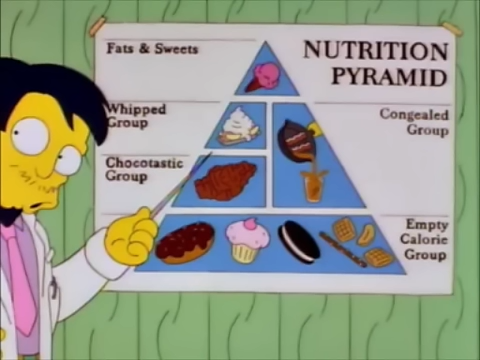 Fats & Sweets
NUTRITION
PYRAMID
Whipped
Group
Congealed
Group
Chocotastic
Group
Empty
Calorie
Group